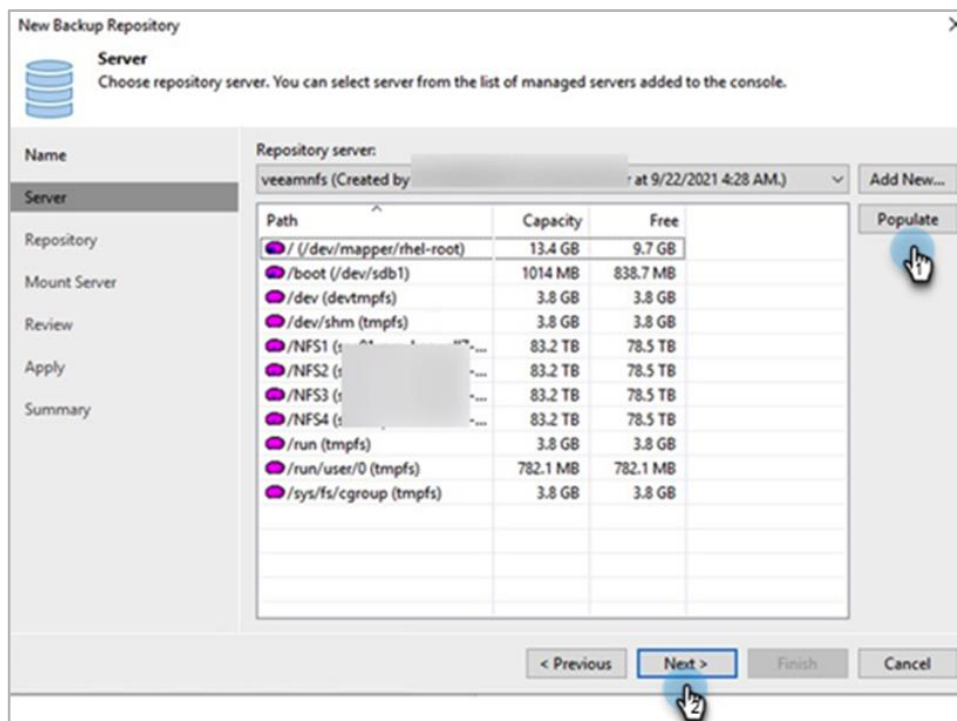 New Backup Repository
Server
Choose repository server. You can select server from the list of managed servers added to the console.
Name
Server
Repository
Mount Server
Review
Apply
Summary
Repository server:
veeamnfs (Created by r at 9/22/2021 4:28 AM.)
Add New...
Populate
1
Path Capacity Free
/ (/dev/mapper/rhel-root) 13.4 GB 9.7 GB
/boot (/dev/sdb1) 1014 MB 838.7 MB
/dev (devtmpfs) 3.8 GB 3.8 GB
/dev/shm (tmpfs) 3.8 GB 3.8 GB
/NFS1 ( 83.2 TB 78.5 TB
/NFS2 ( 83.2 TB 78.5 TB
/NFS3 ( 83.2 TB 78.5 TB
/NFS4 ( 83.2 TB 78.5 TB
/run (tmpfs) 3.8 GB 3.8 GB
/run/user/0 (tmpfs) 782.1 MB 782.1 MB
/sys/fs/cgroup (tmpfs) 3.8 GB 3.8 GB
< Previous Next > Finish Cancel
2